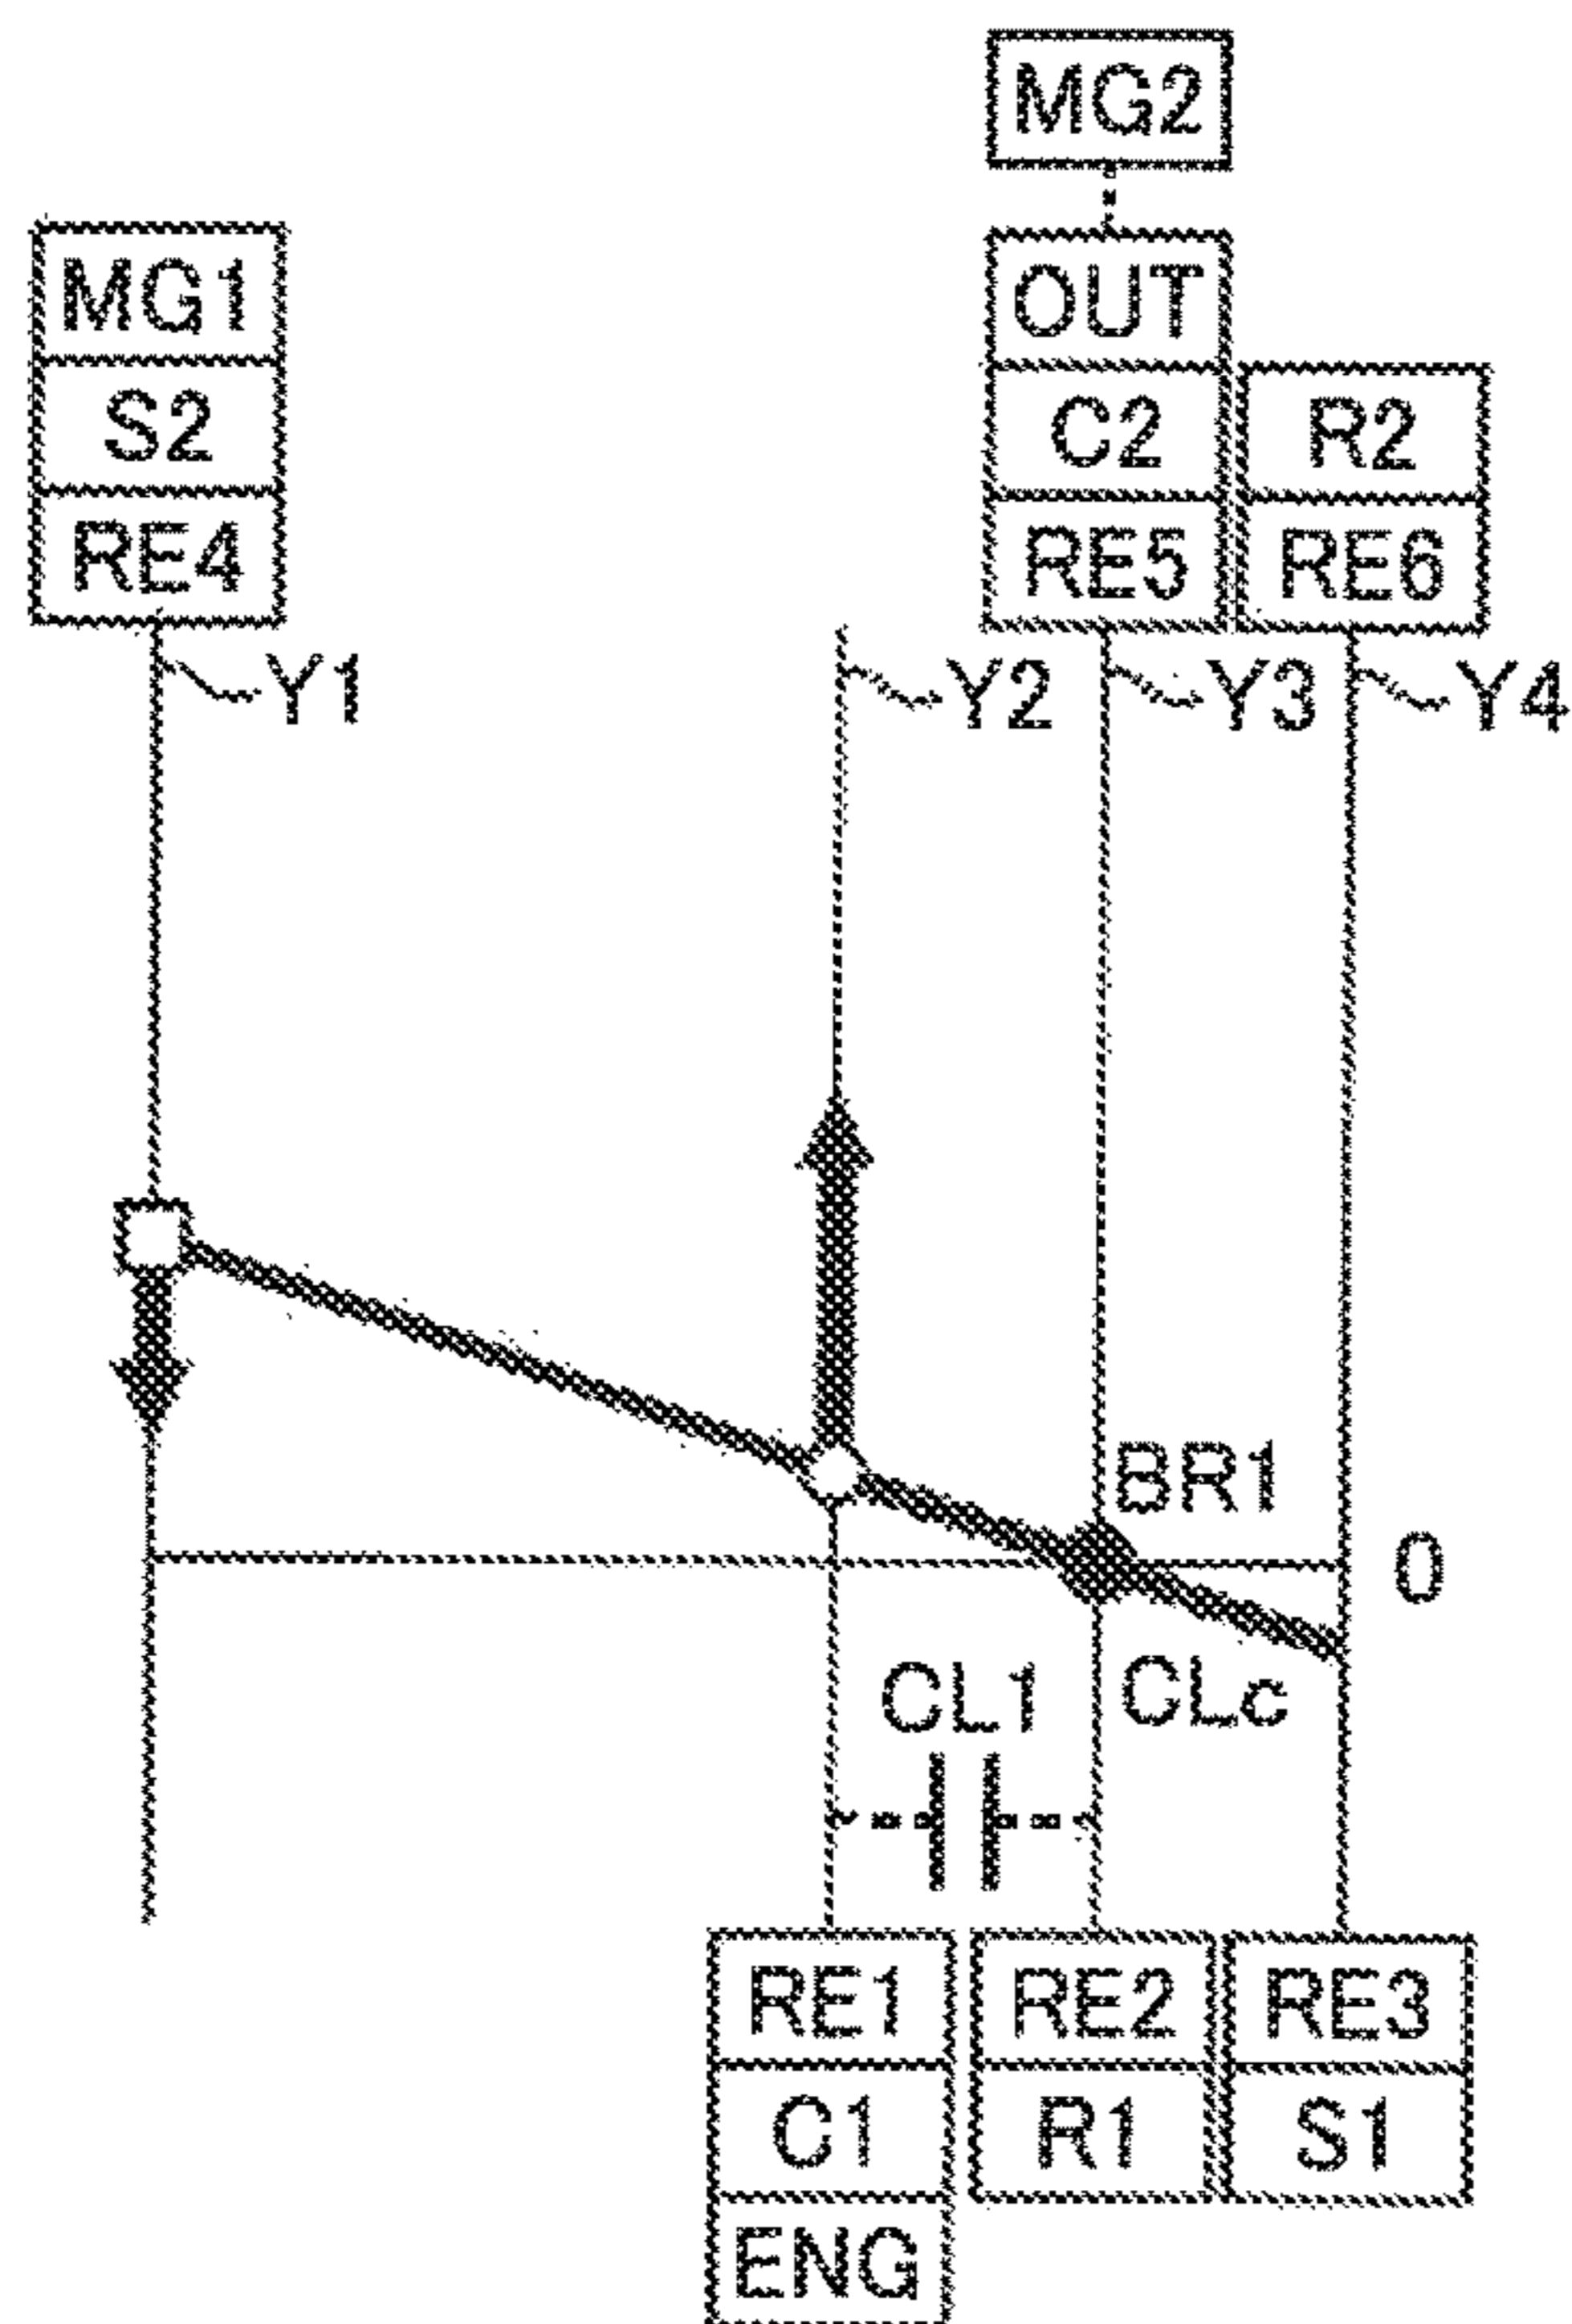 MG2
MG1
OUT
S2
C2
R2
RE4
RE5
RE6
Y1
Y2
Y3
Y4
BR1
0
CL1
CLc
RE1
RE2
RE3
C1
R1
S1
ENG